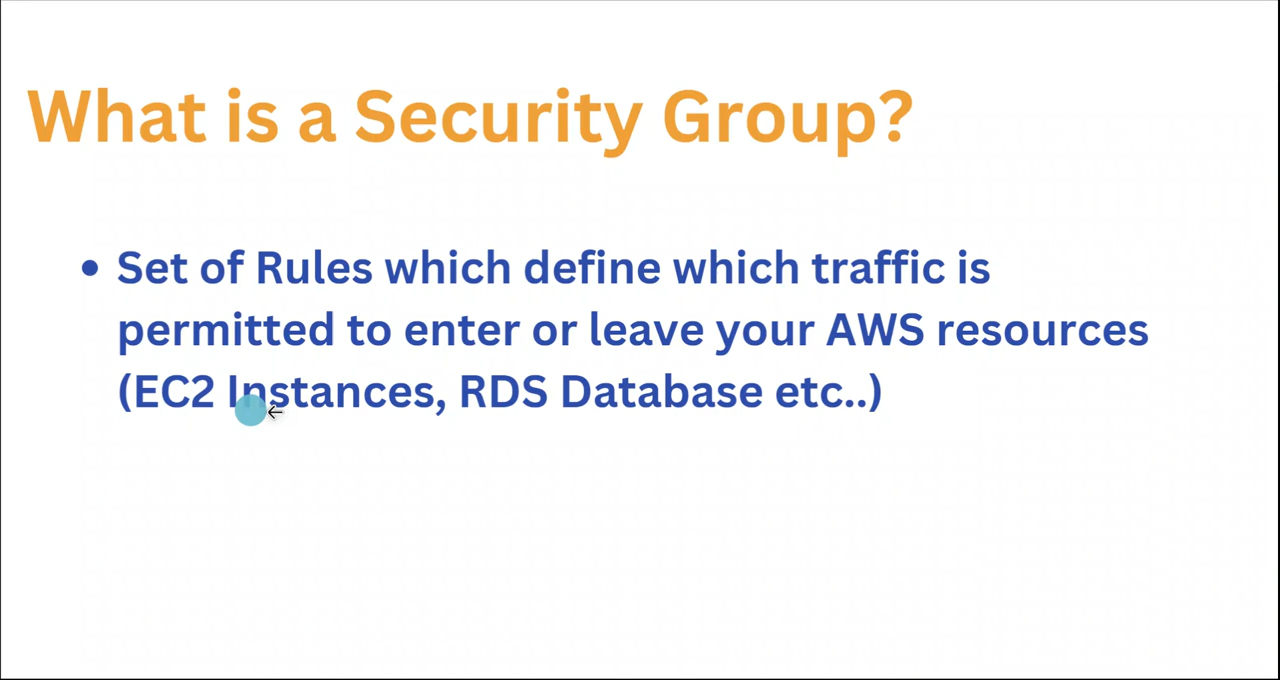 What is a Security Group?
• Set of Rules which define which traffic is
permitted to enter or leave your AWS resources
(EC2 Instances, RDS Database etc..)